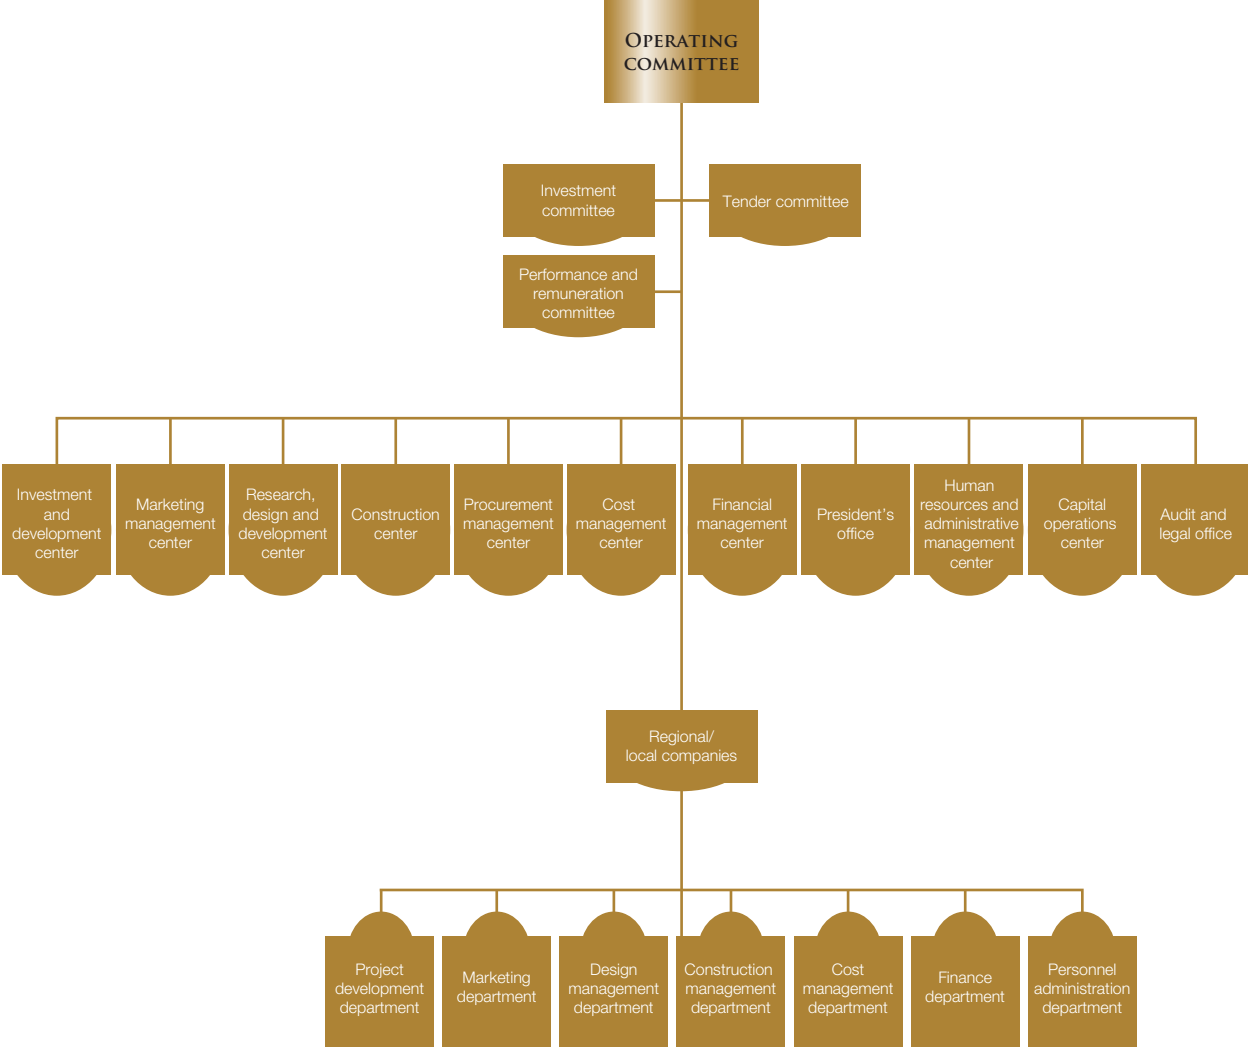 OPERATING
COMMITTEE
Investment
committee
Tender committee
Performance and
remuneration
committee
Investment
and
development
center
Marketing
management
center
Research,
design and
development
center
Construction
center
Procurement
management
center
Cost
management
center
Financial
management
center
President's
office
Human
resources and
administrative
management
center
Capital
operations
center
Audit and
legal office
Regional/
local companies
Project
development
department
Marketing
department
Design
management
department
Construction
management
department
Cost
management
department
Finance
department
Personnel
administration
department